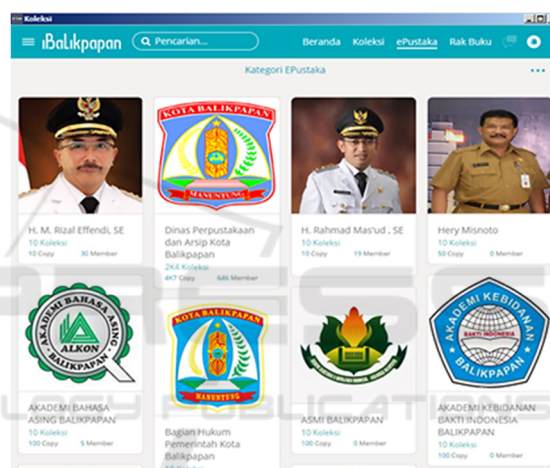 Koleksi
iBalikpapan Pencarian... Beranda Koleksi ePustaka Rak Buku
Kategori EPustaka
H. M. Rizal Effendi, SE
10 Koleksi
10 Copy 30 Member
KOTA BALIKPAPAN
MANUNTUNG
Dinas Perpustakaan
dan Arsip Kota
Balikpapan
2K4 Koleksi
4K7 Copy 646 Member
H. Rahmad Mas'ud , SE
10 Koleksi
10 Copy 19 Member
Hery Misnoto
10 Koleksi
50 Copy 0 Member
AKADEMI BAHASA ASING
ALKON
BALIKPAPAN
AKADEMI BAHASA
ASING BALIKPAPAN
10 Koleksi
100 Copy 5 Member
KOTA BALIKPAPAN
MANUNTUNG
Bagian Hukum
Pemerintah Kota
Balikpapan
ASMI BALIKPAPAN
10 Koleksi
100 Copy 0 Member
AKADEMI KEBIDANAN
BAKTI INDONESIA
BALIKPAPAN
AKADEMI KEBIDANAN
BAKTI INDONESIA
BALIKPAPAN
10 Koleksi
100 Copy 0 Member
LOGY PUBLICATIONS